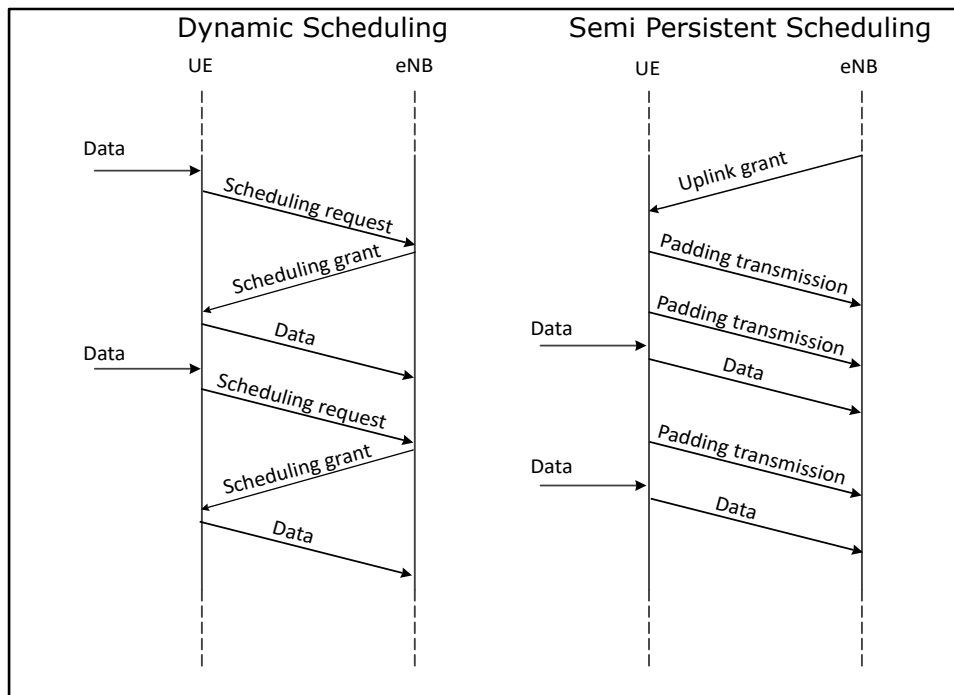 Dynamic Scheduling
UE
eNB
Data
Scheduling request
Scheduling grant
Data
Data
Scheduling request
Scheduling grant
Data
Semi Persistent Scheduling
UE
eNB
Uplink grant
Padding transmission
Padding transmission
Data
Data
Padding transmission
Data
Data